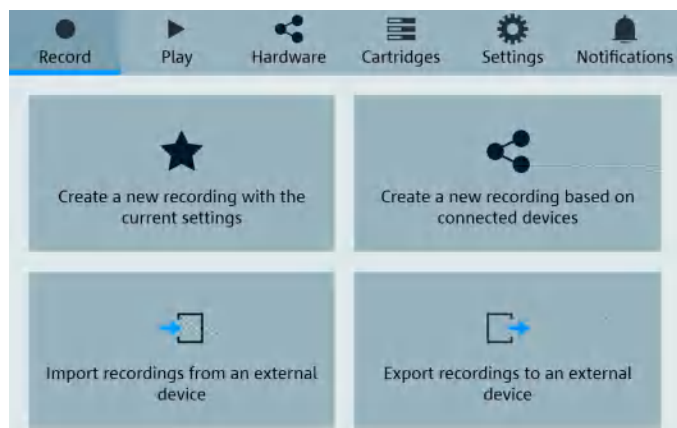 Record Play Hardware Cartridges Settings Notifications
Create a new recording with the
current settings
Create a new recording based on
connected devices
Import recordings from an external
device
Export recordings to an external
device